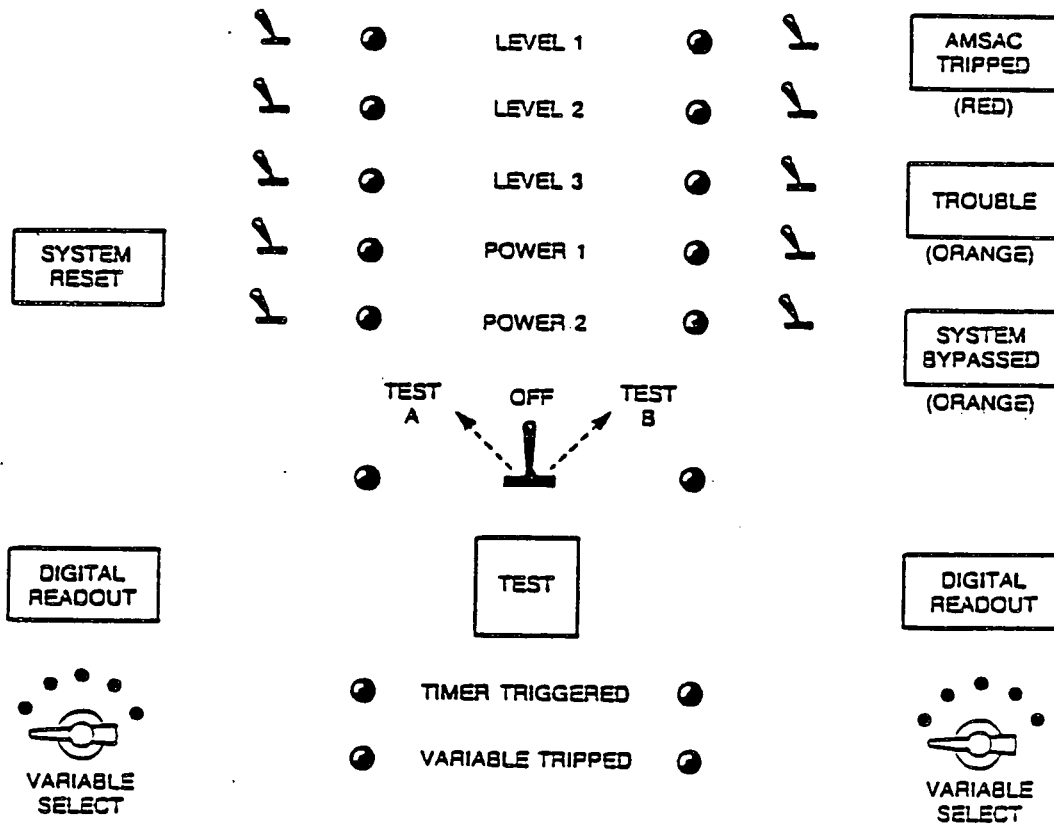 LEVEL 1
LEVEL 2
LEVEL 3
POWER 1
POWER 2
AMSAC
TRIPPED
(RED)
TROUBLE
(ORANGE)
SYSTEM
BYPASSED
(ORANGE)
SYSTEM
RESET
TEST
A
OFF
TEST
B
DIGITAL
READOUT
TEST
DIGITAL
READOUT
TIMER TRIGGERED
VARIABLE TRIPPED
VARIABLE
SELECT
VARIABLE
SELECT